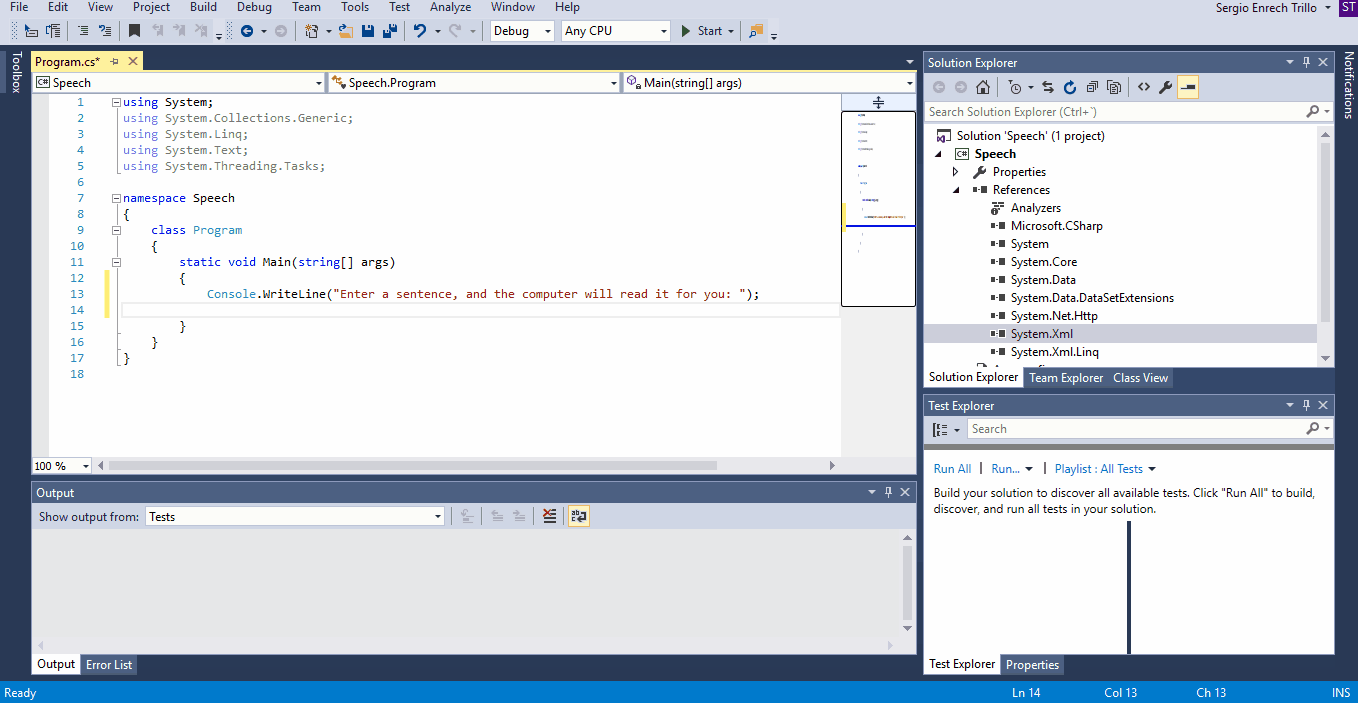 File Edit View Project Build Debug Team Tools Test Analyze Window Help Sergio Enrech Trillo ST
Debug Any CPU Start
Toolbox
Program.cs*
C# Speech Speech.Program Main(string[] args)
1 using System;
2 using System.Collections.Generic;
3 using System.Linq;
4 using System.Text;
5 using System.Threading.Tasks;
6
7 namespace Speech
8 {
9 class Program
10 {
11 static void Main(string[] args)
12 {
13 Console.WriteLine("Enter a sentence, and the computer will read it for you: ");
14
15 }
16 }
17 }
18
100 %
Output
Show output from: Tests
Output Error List
Solution Explorer
Search Solution Explorer (Ctrl+`)
Solution 'Speech' (1 project)
C# Speech
Properties
References
Analyzers
Microsoft.CSharp
System
System.Core
System.Data
System.Data.DataSetExtensions
System.Net.Http
System.Xml
System.Xml.Linq
Solution Explorer Team Explorer Class View
Test Explorer
Search
Run All Run... Playlist : All Tests
Build your solution to discover all available tests. Click "Run All" to build,
discover, and run all tests in your solution.
Test Explorer Properties
Notifications
Ready Ln 14 Col 13 Ch 13 INS